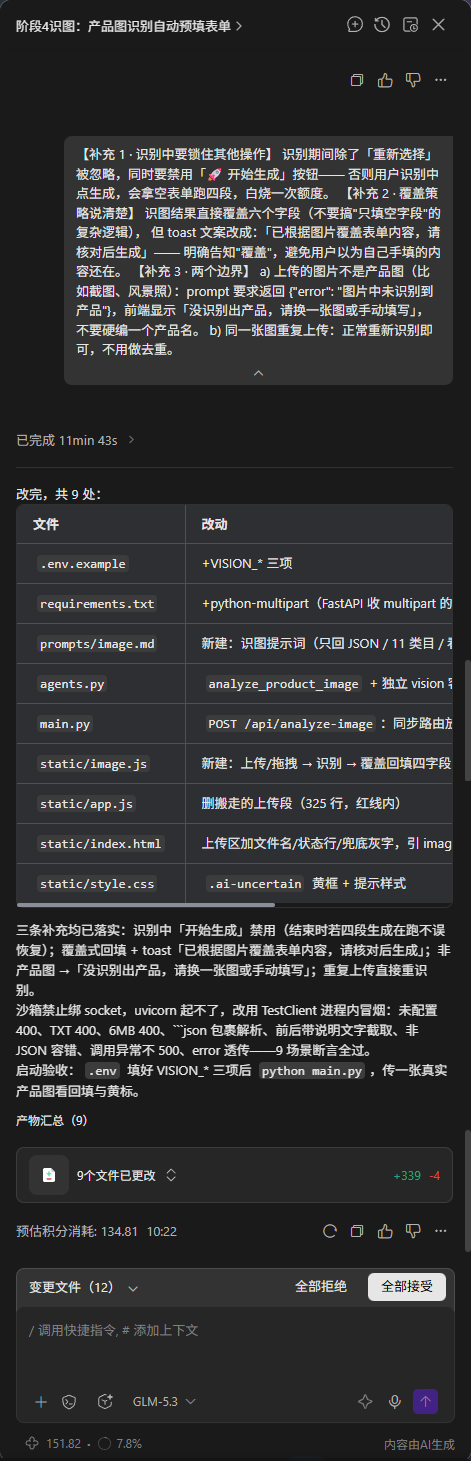 阶段4识图：产品图识别自动预填表单
【补充 1 · 识别中要锁住其他操作】 识别期间除了「重新选择」
被忽略，同时要禁用「🚀 开始生成」按钮—— 否则用户识别中
点生成，会拿空表单跑四段，白烧一次额度。 【补充 2 · 覆盖策
略说清楚】 识图结果直接覆盖六个字段（不要搞"只填空字段"的
复杂逻辑）， 但 toast 文案改成：「已根据图片覆盖表单内容，请
核对后生成」—— 明确告知"覆盖"，避免用户以为自己手填的内
容还在。 【补充 3 · 两个边界】 a) 上传的图片不是产品图（比
如截图、风景照）：prompt 要求返回 {"error": "图片中未识别到
产品"}，前端显示「没识别出产品，请换一张图或手动填写」，
不要硬编一个产品名。 b) 同一张图重复上传：正常重新识别即
可，不用做去重。
已完成 11min 43s
改完，共 9 处：
文件 改动
.env.example +VISION_* 三项
requirements.txt +python-multipart（FastAPI 收 multipart 的
prompts/image.md 新建：识图提示词（只回 JSON / 11 类目 /
agents.py analyze_product_image + 独立 vision
main.py POST /api/analyze-image ：同步路由
static/image.js 新建：上传/拖拽 → 识别 → 覆盖回填四字段
static/app.js 删搬走的上传段（325 行，红线内）
static/index.html 上传区加文件名/状态行/兜底灰字，引 imag
static/style.css .ai-uncertain 黄框 + 提示样式
三条补充均已落实：识别中「开始生成」禁用（结束时若四段生成在跑不误
恢复）；覆盖式回填 + toast「已根据图片覆盖表单内容，请核对后生成」；非
产品图 →「没识别出产品，请换一张图或手动填写」；重复上传直接重识
别。
沙箱禁止绑 socket，uvicorn 起不了，改用 TestClient 进程内冒烟：未配置
400、TXT 400、6MB 400、```json 包裹解析、前后带说明文字截取、非
JSON 容错、调用异常不 500、error 透传——9 场景断言全过。
启动验收： .env 填好 VISION_* 三项后 python main.py ，传一张真实
产品图看回填与黄标。
产物汇总（9）
9个文件已更改 +339 -4
预估积分消耗: 134.81 10:22
变更文件（12） 全部拒绝 全部接受
/ 调用快捷指令, # 添加上下文
GLM-5.3
151.82 · 7.8% 内容由AI生成